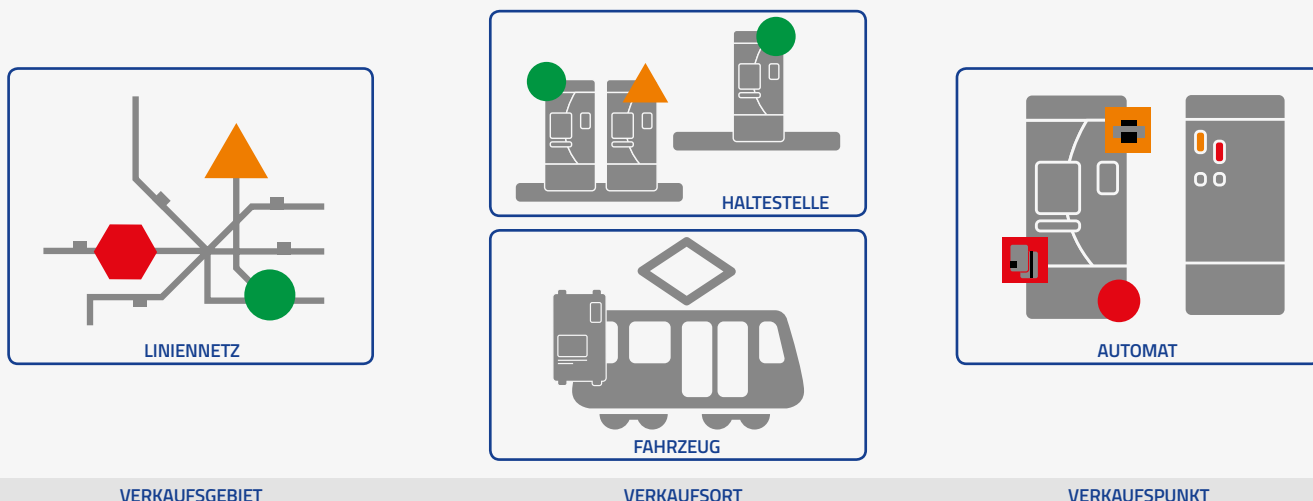 HALTESTELLE
LINIENNETZ
AUTOMAT
FAHRZEUG
VERKAUFSGEBIET
VERKAUFSORT
VERKAUFSPUNKT